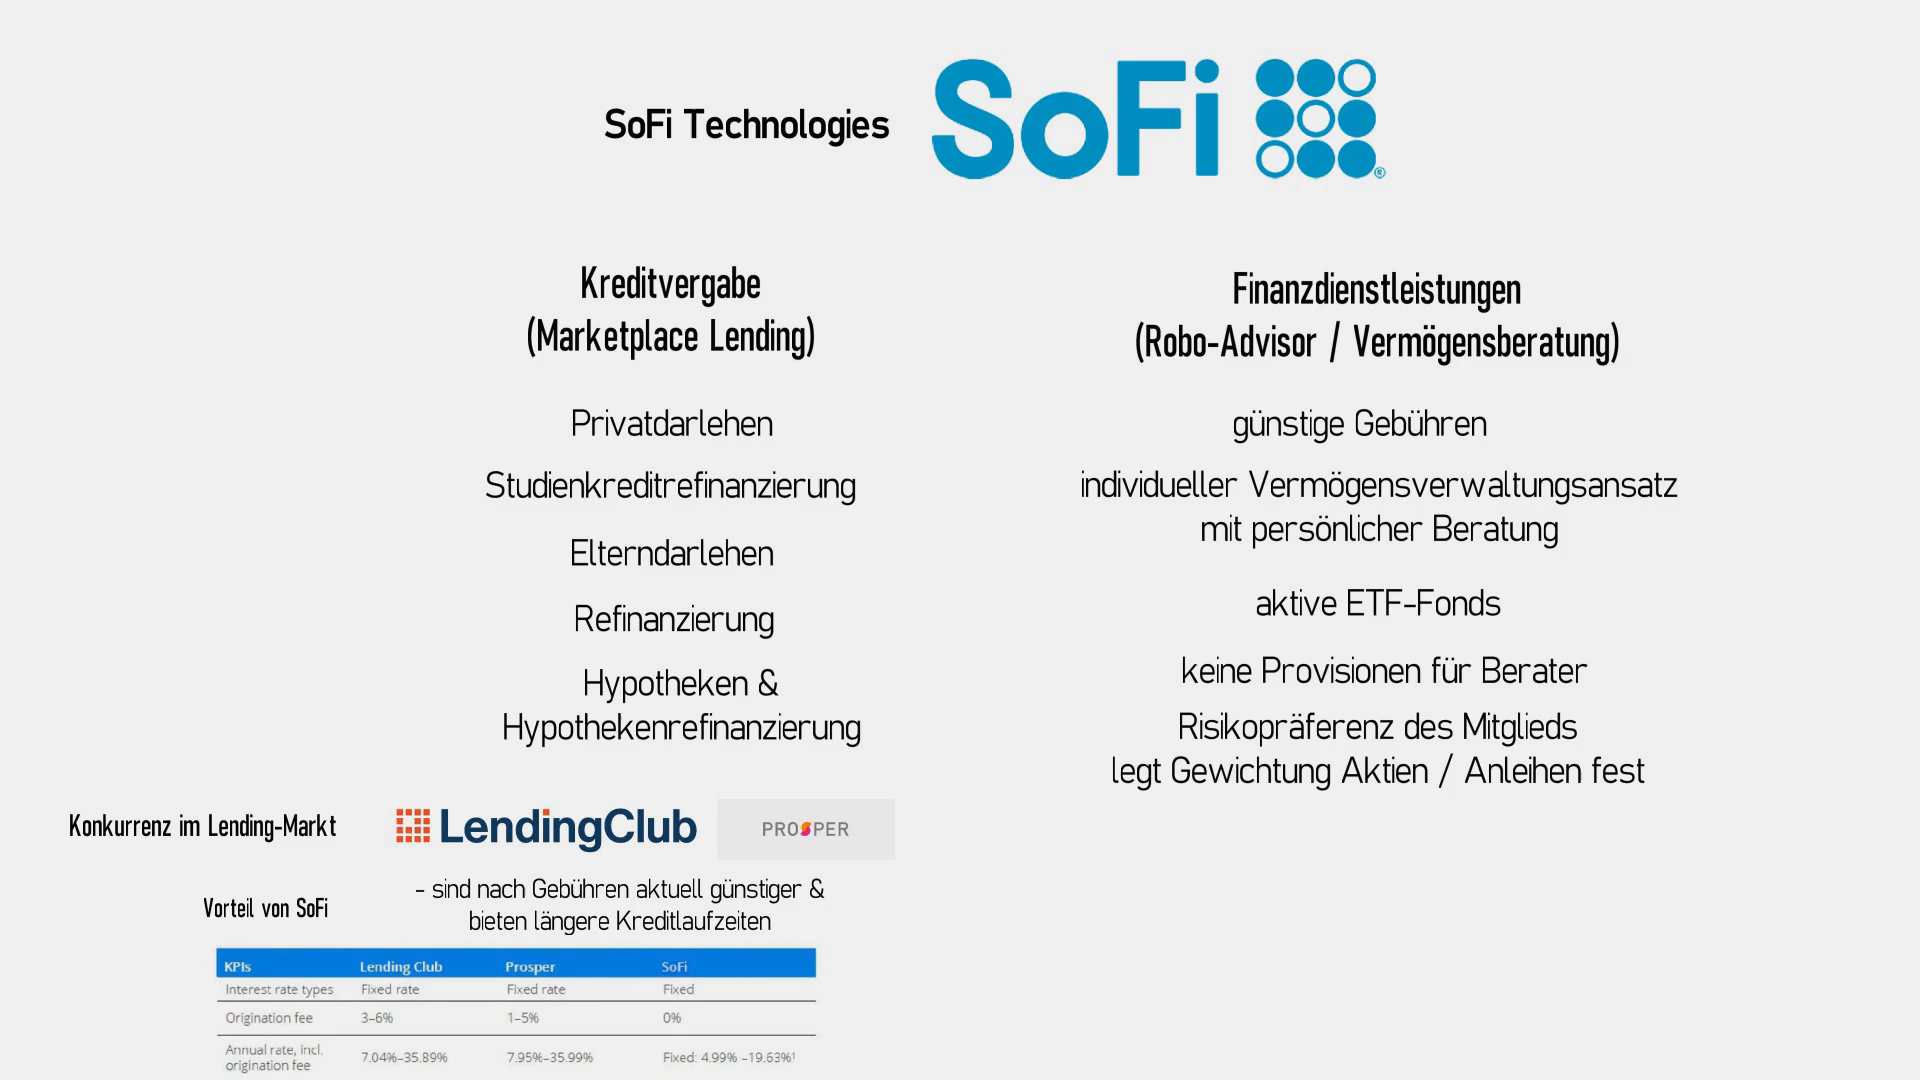 SoFi Technologies
SoFi
®
Kreditvergabe
(Marketplace Lending)
Privatdarlehen
Studienkreditrefinanzierung
Elterndarlehen
Refinanzierung
Hypotheken &
Hypothekenrefinanzierung
Finanzdienstleistungen
(Robo-Advisor / Vermögensberatung)
günstige Gebühren
individueller Vermögensverwaltungsansatz
mit persönlicher Beratung
aktive ETF-Fonds
keine Provisionen für Berater
Risikopräferenz des Mitglieds
legt Gewichtung Aktien / Anleihen fest
Konkurrenz im Lending-Markt
LendingClub
PROSPER
Vorteil von SoFi
- sind nach Gebühren aktuell günstiger &
bieten längere Kreditlaufzeiten
KPIs Lending Club Prosper SoFi
Interest rate types Fixed rate Fixed rate Fixed
Origination fee 3–6% 1–5% 0%
Annual rate, incl.
origination fee 7.04%–35.89% 7.95%–35.99% Fixed: 4.99% –19.63%¹